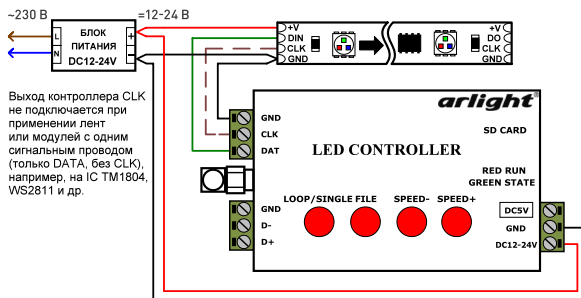 ~230 В
=12-24 В
БЛОК
ПИТАНИЯ
DC12-24V
L
N
+
−
+V
DIN
CLK
GND
+V
DO
CLK
GND
Выход контроллера CLK
не подключается при
применении лент
или модулей с одним
сигнальным проводом
(только DATA, без CLK),
например, на IC TM1804,
WS2811 и др.
arlight®
SD CARD
GND
CLK
DAT
LED CONTROLLER
RED RUN
GREEN STATE
LOOP/SINGLE FILE SPEED- SPEED+
GND
D-
D+
DC5V
GND
DC12-24V